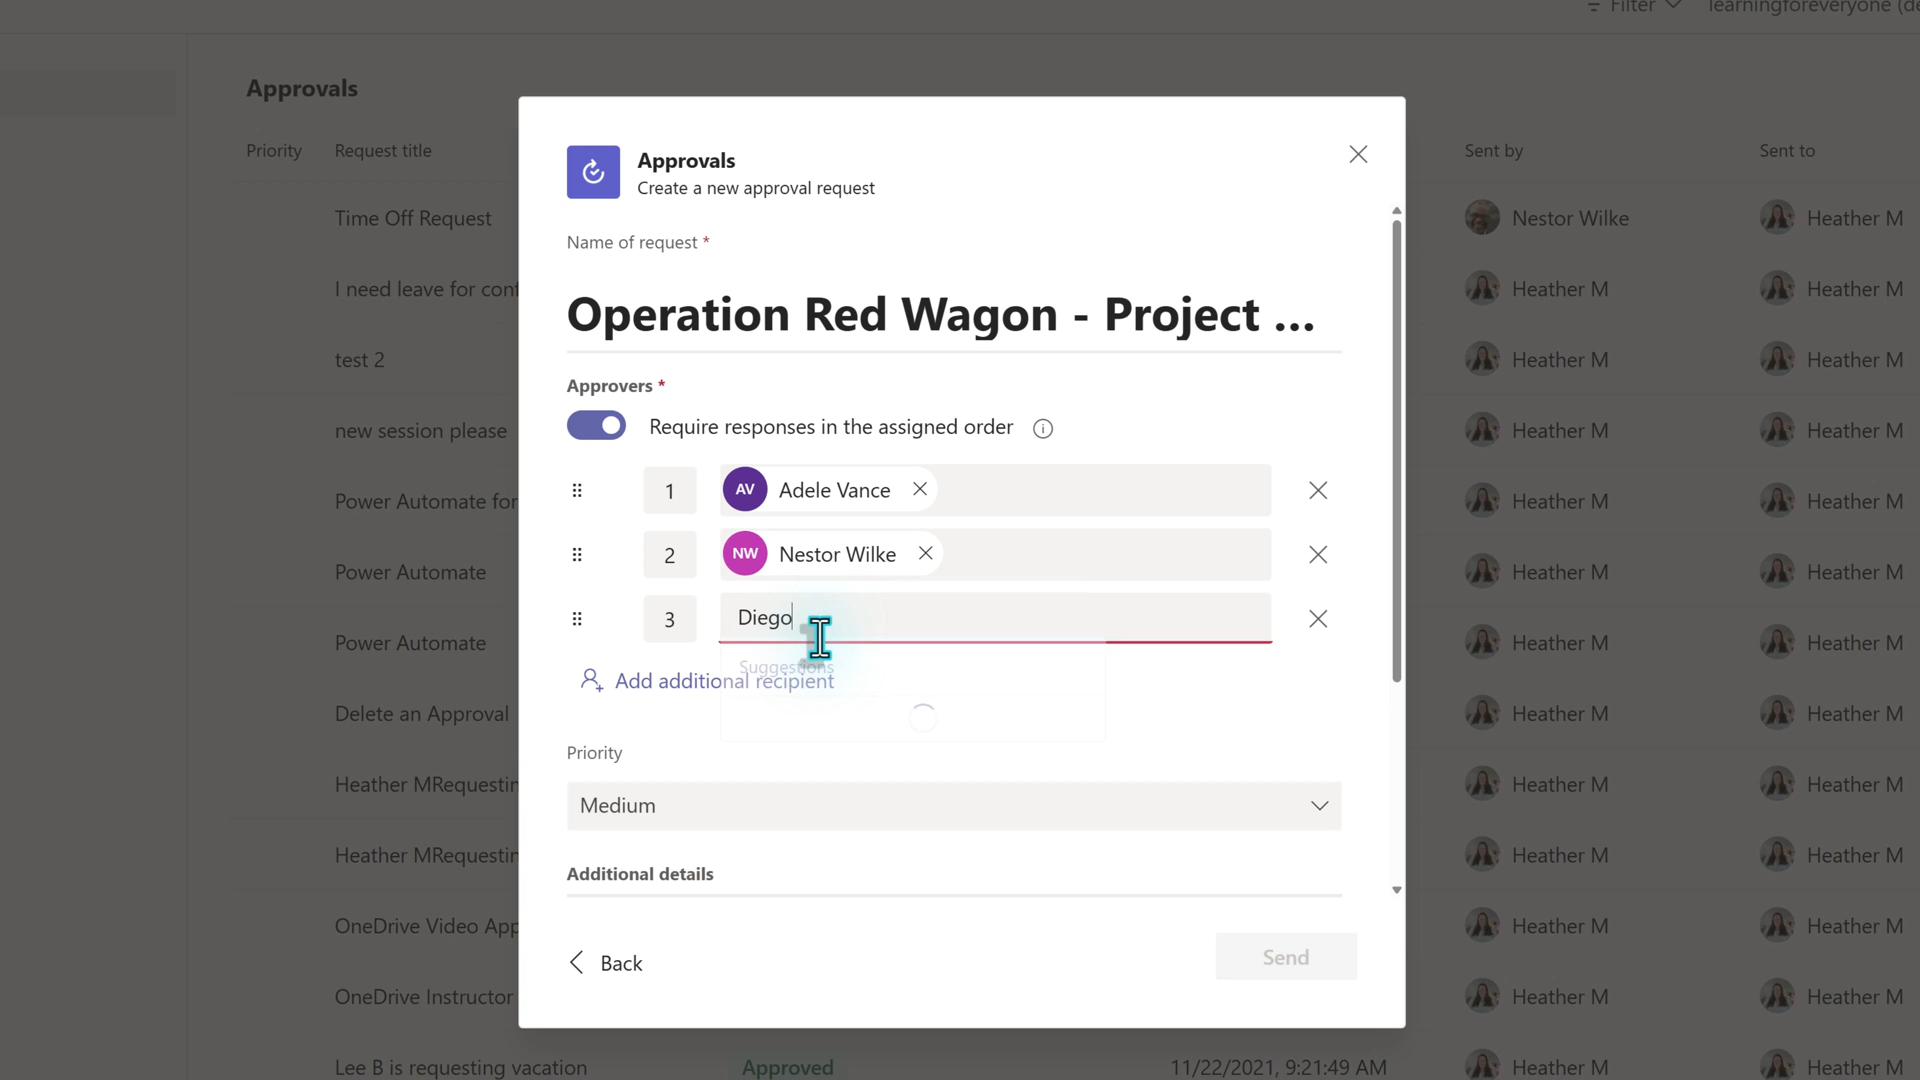 Filter
learningforeveryone (de
Approvals
Priority
Request title
Sent by
Sent to
Time Off Request
Nestor Wilke
Heather M
I need leave for conf
Heather M
Heather M
test 2
Heather M
Heather M
new session please
Heather M
Heather M
Power Automate for
Heather M
Heather M
Power Automate
Heather M
Heather M
Power Automate
Heather M
Heather M
Delete an Approval
Heather M
Heather M
Heather MRequestin
Heather M
Heather M
Heather MRequestin
Heather M
Heather M
OneDrive Video App
Heather M
Heather M
OneDrive Instructor
Heather M
Heather M
Lee B is requesting vacation
Approved
11/22/2021, 9:21:49 AM
Heather M
Heather M
Approvals
Create a new approval request
Name of request *
Operation Red Wagon - Project ...
Approvers *
Require responses in the assigned order
1
AV
Adele Vance
2
NW
Nestor Wilke
3
Diego
Suggestions
Add additional recipient
Priority
Medium
Additional details
Back
Send